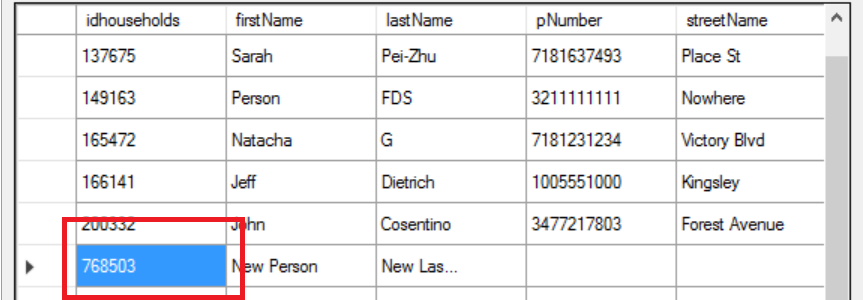 idhouseholds firstName lastName pNumber streetName
137675 Sarah Pei-Zhu 7181637493 Place St
149163 Person FDS 3211111111 Nowhere
165472 Natacha G 7181231234 Victory Blvd
166141 Jeff Dietrich 1005551000 Kingsley
200332 John Cosentino 3477217803 Forest Avenue
768503 New Person New Las...